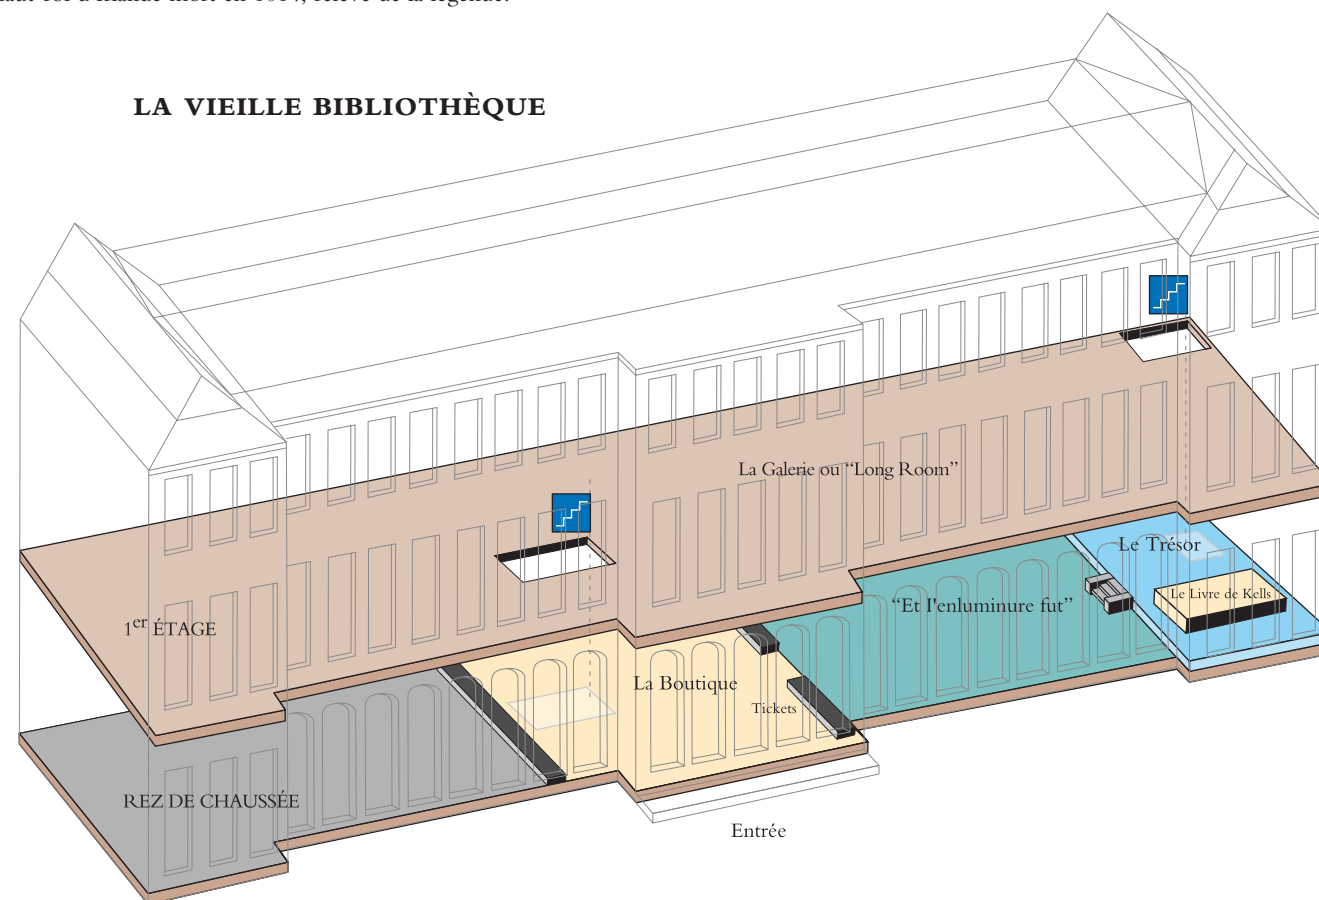 LA VIEILLE BIBLIOTHÈQUE
La Galerie ou “Long Room”
Le Trésor
Le Livre de Kells
“Et l'enluminure fut”
1er ÉTAGE
La Boutique
Tickets
REZ DE CHAUSSÉE
Entrée